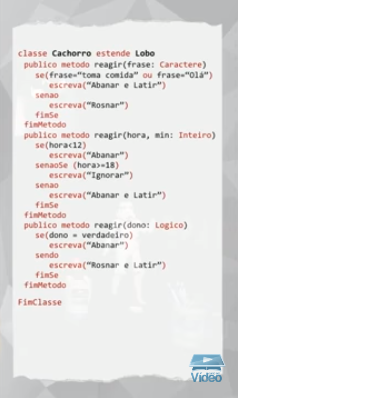 classe Cachorro estende Lobo
publico metodo reagir(frase: Caractere)
se(frase="toma comida" ou frase="Olá")
escreva("Abanar e Latir")
senao
escreva("Rosnar")
fimSe
fimMetodo
publico metodo reagir(hora, min: Inteiro)
se(hora<12)
escreva("Abanar")
senaoSe (hora>=18)
escreva("Ignorar")
senao
escreva("Abanar e Latir")
fimSe
fimMetodo
publico metodo reagir(dono: Logico)
se(dono = verdadeiro)
escreva("Abanar")
sendo
escreva("Rosnar e Latir")
fimSe
fimMetodo
FimClasse
Vídeo